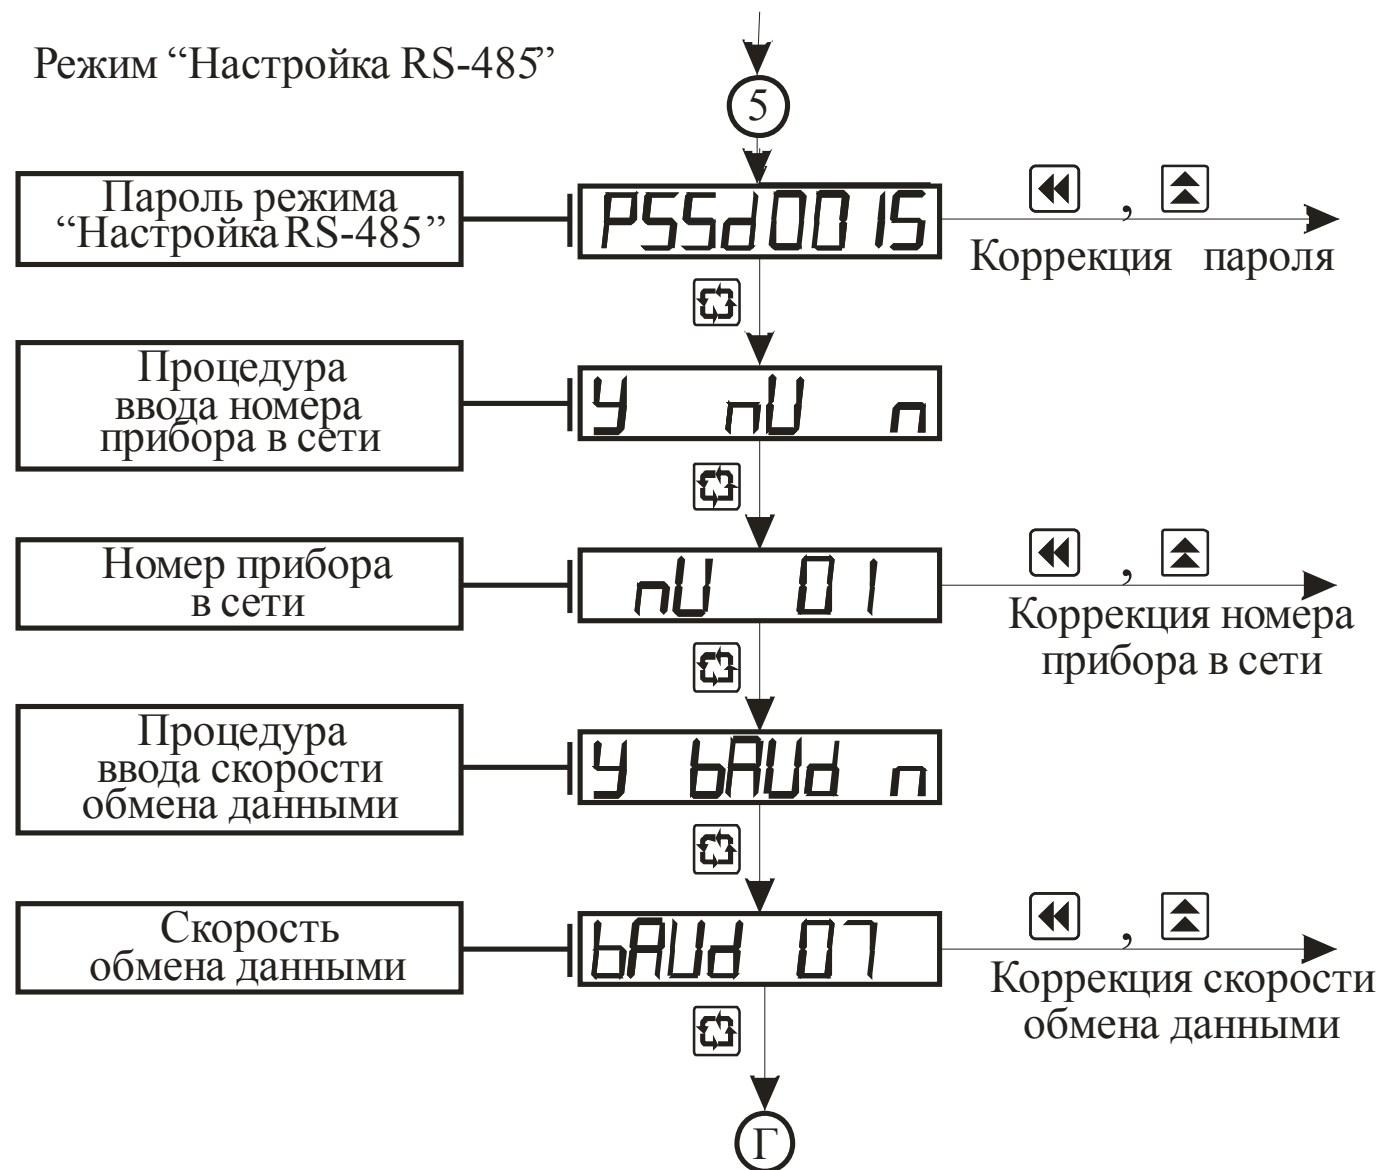 Режим “Настройка RS-485”
5
Пароль режима
“Настройка RS-485”
PSSd0015
,
Коррекция пароля
Процедура
ввода номера
прибора в сети
y nU n
Номер прибора
в сети
nU 01
,
Коррекция номера
прибора в сети
Процедура
ввода скорости
обмена данными
y bAUd n
Скорость
обмена данными
bAUd 07
,
Коррекция скорости
обмена данными
Г